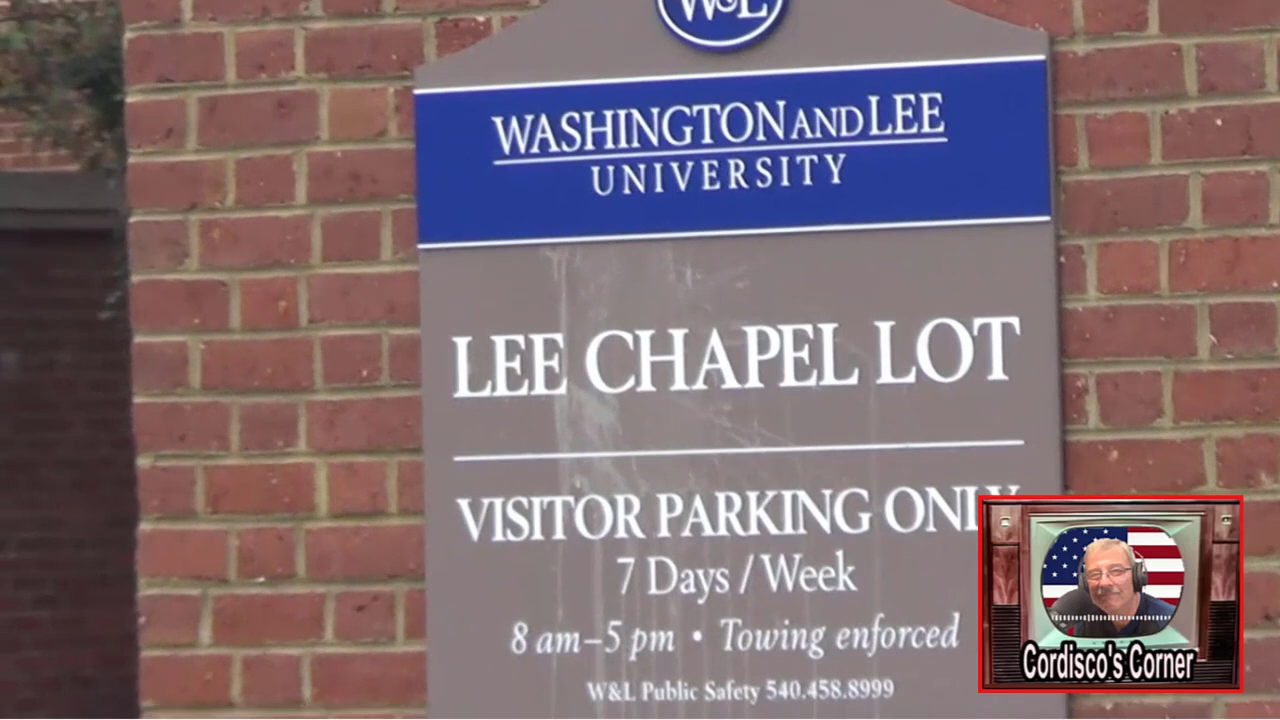 W&L
WASHINGTON AND LEE
UNIVERSITY
LEE CHAPEL LOT
VISITOR PARKING ONLY
7 Days / Week
8 am–5 pm • Towing enforced
W&L Public Safety 540.458.8999
Cordisco's Corner